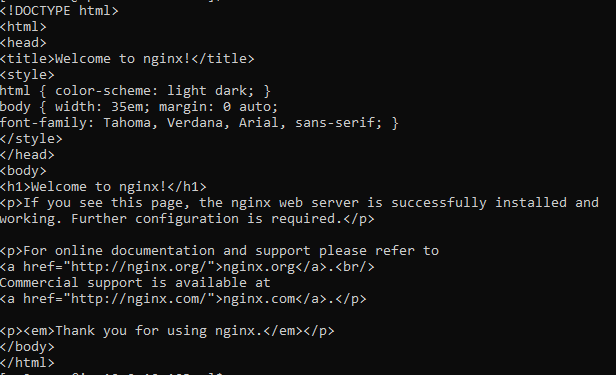 <!DOCTYPE html>
<html>
<head>
<title>Welcome to nginx!</title>
<style>
html { color-scheme: light dark; }
body { width: 35em; margin: 0 auto;
font-family: Tahoma, Verdana, Arial, sans-serif; }
</style>
</head>
<body>
<h1>Welcome to nginx!</h1>
<p>If you see this page, the nginx web server is successfully installed and
working. Further configuration is required.</p>

<p>For online documentation and support please refer to
<a href="http://nginx.org/">nginx.org</a>.<br/>
Commercial support is available at
<a href="http://nginx.com/">nginx.com</a>.</p>

<p><em>Thank you for using nginx.</em></p>
</body>
</html>